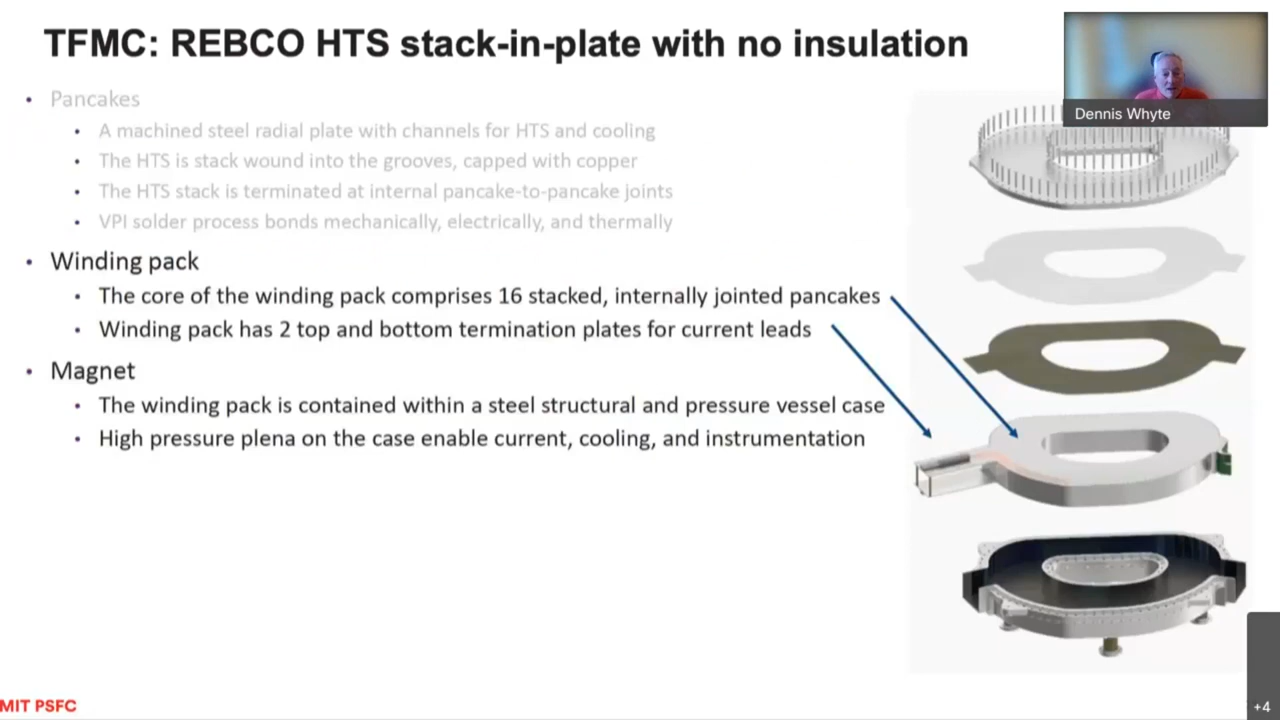 TFMC: REBCO HTS stack-in-plate with no insulation
Dennis Whyte
• Pancakes
• A machined steel radial plate with channels for HTS and cooling
• The HTS is stack wound into the grooves, capped with copper
• The HTS stack is terminated at internal pancake-to-pancake joints
• VPI solder process bonds mechanically, electrically, and thermally
• Winding pack
• The core of the winding pack comprises 16 stacked, internally jointed pancakes
• Winding pack has 2 top and bottom termination plates for current leads
• Magnet
• The winding pack is contained within a steel structural and pressure vessel case
• High pressure plena on the case enable current, cooling, and instrumentation
MIT PSFC
+4